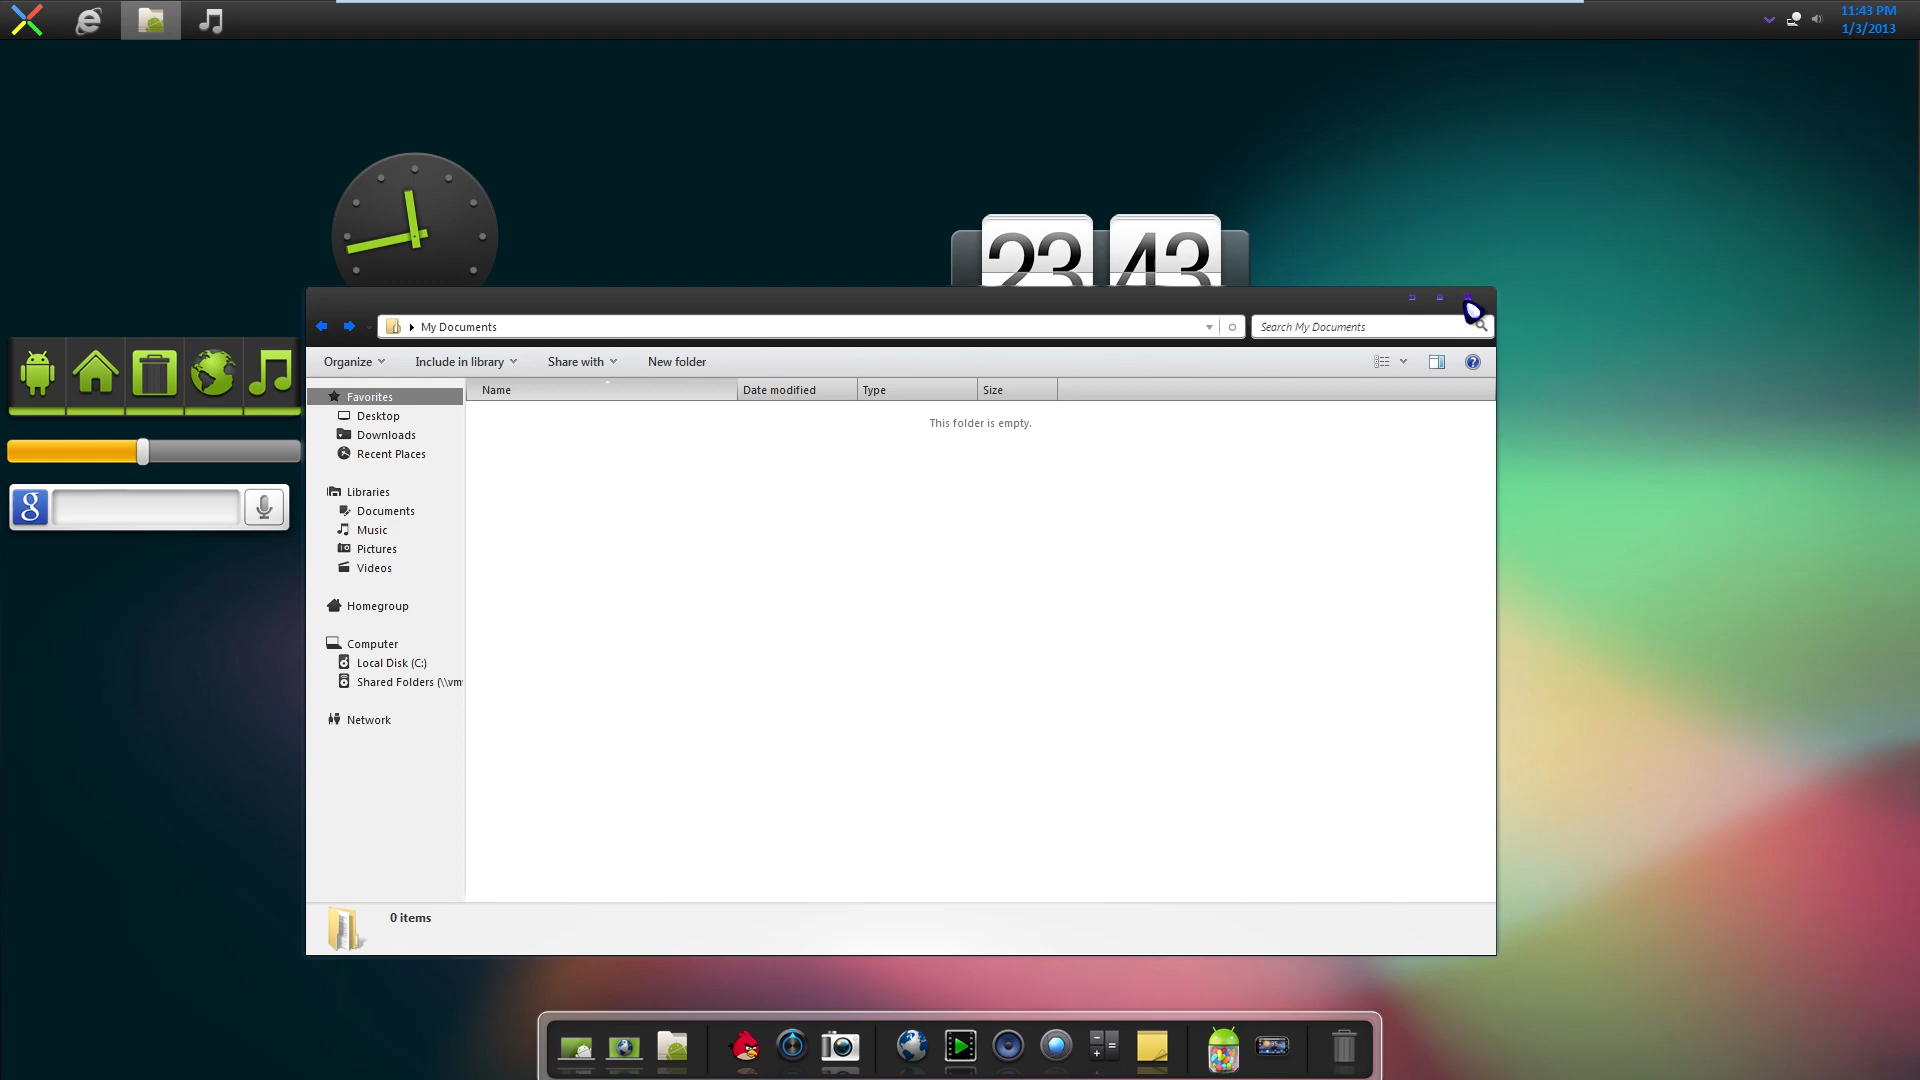 11:43 PM
1/3/2013
23 43
My Documents
Search My Documents
Organize
Include in library
Share with
New folder
Name
Date modified
Type
Size
This folder is empty.
Favorites
Desktop
Downloads
Recent Places
Libraries
Documents
Music
Pictures
Videos
Homegroup
Computer
Local Disk (C:)
Shared Folders (\\vm
Network
g
0 items